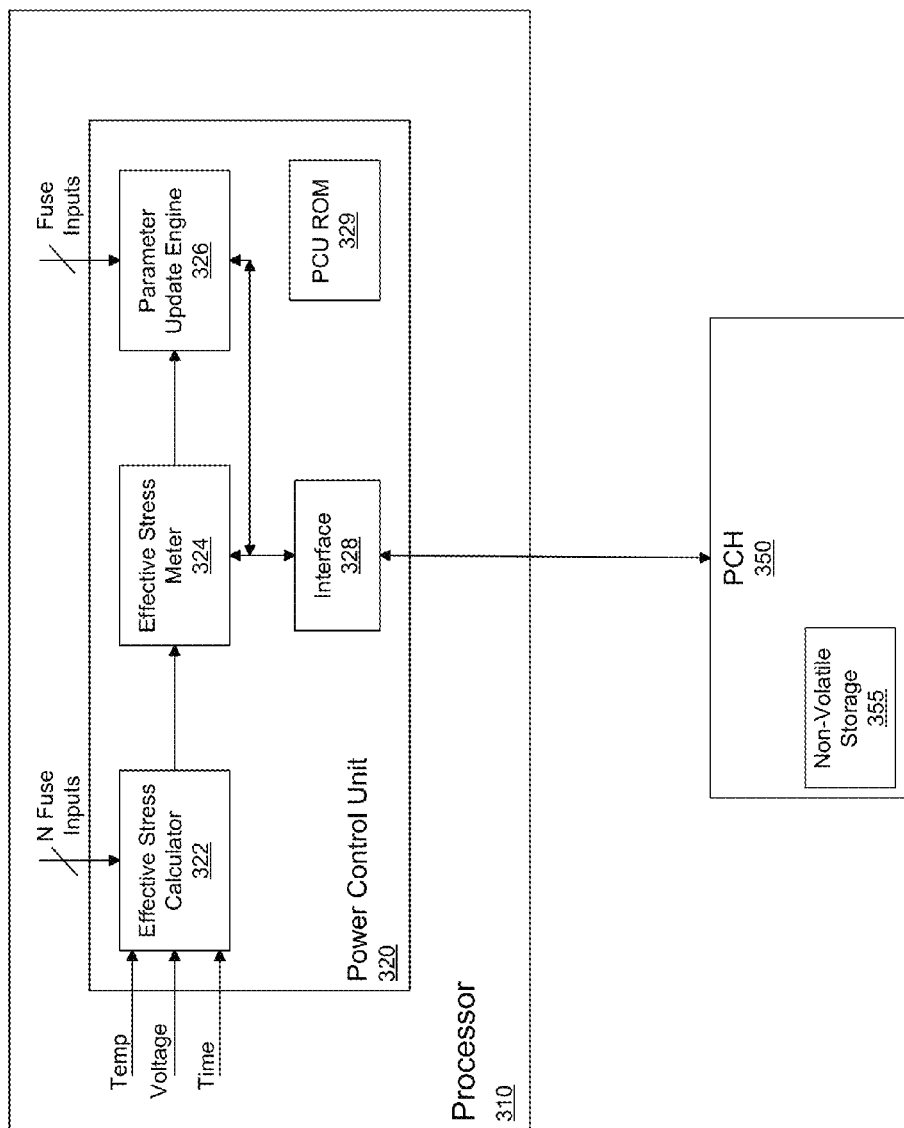 N Fuse
Inputs
Fuse
Inputs
Temp
Voltage
Time
Effective Stress
Calculator
322
Effective Stress
Meter
324
Parameter
Update Engine
326
Interface
328
PCU ROM
329
Power Control Unit
320
Processor
310
PCH
350
Non-Volatile
Storage
355